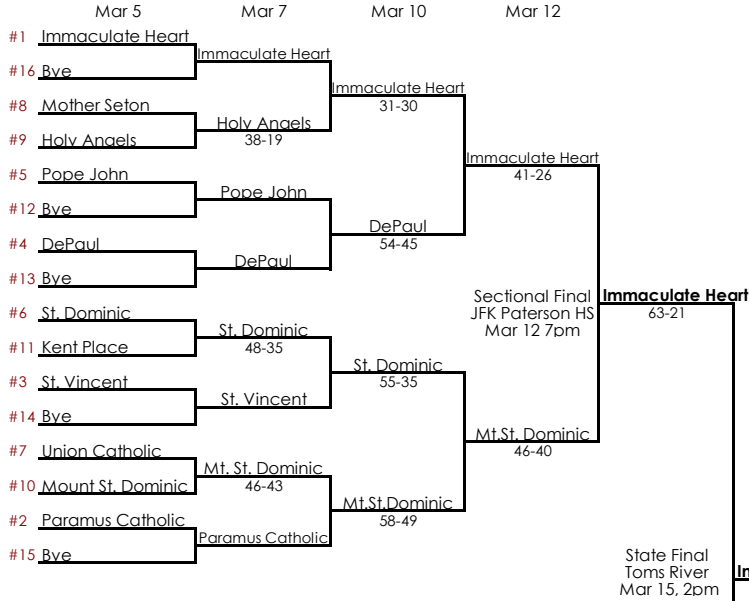 Mar 5 Mar 7 Mar 10 Mar 12
#1 Immaculate Heart
Immaculate Heart
#16 Bye
Immaculate Heart
31-30
#8 Mother Seton
Holy Angels
38-19
#9 Holy Angels
Immaculate Heart
41-26
#5 Pope John
Pope John
#12 Bye
DePaul
54-45
#4 DePaul
DePaul
#13 Bye
Sectional Final
JFK Paterson HS
Mar 12 7pm
Immaculate Heart
63-21
#6 St. Dominic
St. Dominic
48-35
#11 Kent Place
St. Dominic
55-35
#3 St. Vincent
St. Vincent
#14 Bye
Mt.St. Dominic
46-40
#7 Union Catholic
Mt. St. Dominic
46-43
#10 Mount St. Dominic
Mt.St.Dominic
58-49
#2 Paramus Catholic
Paramus Catholic
#15 Bye
State Final
Toms River
Mar 15, 2pm